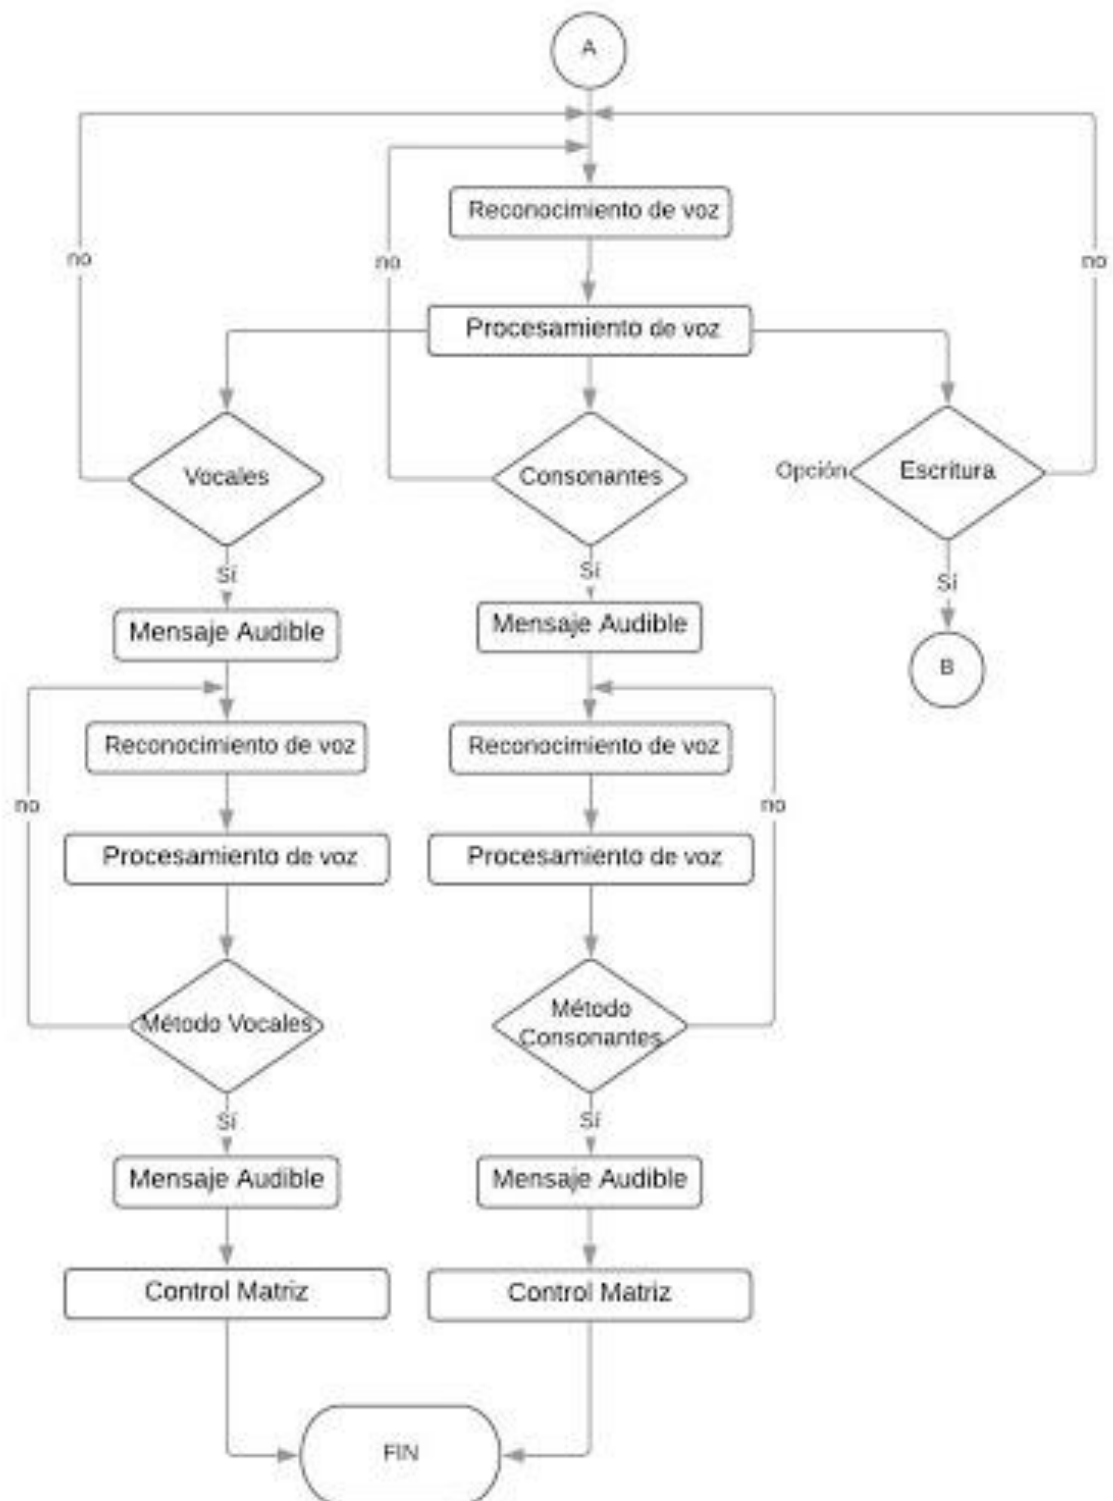 A
no
no
no
Reconocimiento de voz
Procesamiento de voz
Vocales
Consonantes
Opción
Escritura
Sí
Sí
Sí
Mensaje Audible
Mensaje Audible
B
Reconocimiento de voz
Reconocimiento de voz
no
no
Procesamiento de voz
Procesamiento de voz
Método Vocales
Método
Consonantes
Sí
Sí
Mensaje Audible
Mensaje Audible
Control Matriz
Control Matriz
FIN